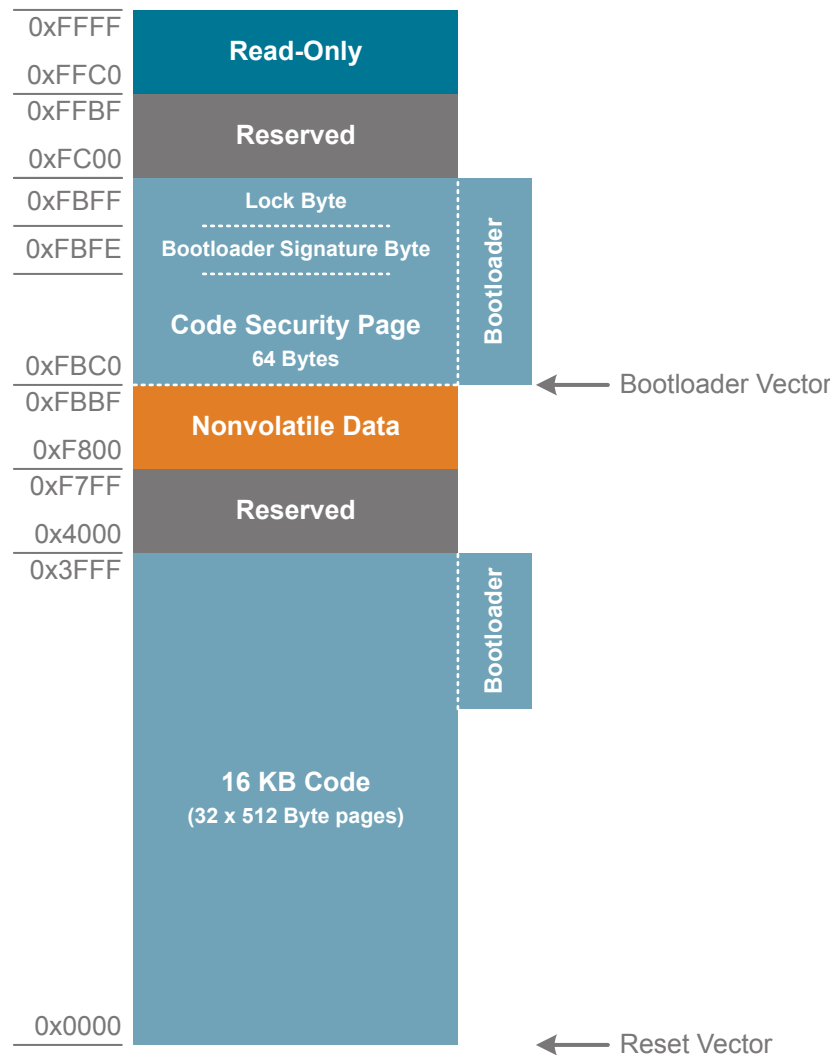 0xFFFF
Read-Only
0xFFC0
0xFFBF
Reserved
0xFC00
0xFBFF
Lock Byte
0xFBFE
Bootloader Signature Byte
Bootloader
Code Security Page
64 Bytes
0xFBC0
Bootloader Vector
0xFBBF
Nonvolatile Data
0xF800
0xF7FF
Reserved
0x4000
0x3FFF
Bootloader
16 KB Code
(32 x 512 Byte pages)
0x0000
Reset Vector